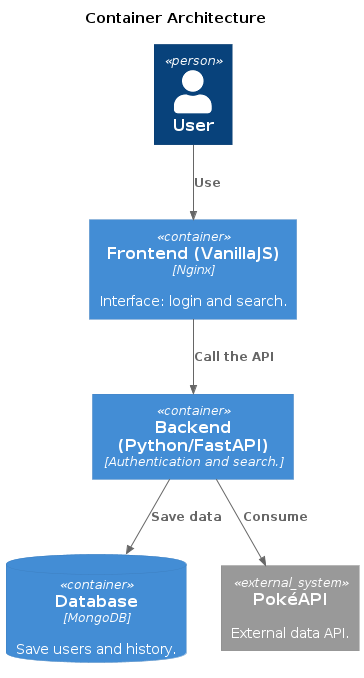 Container Architecture
«person»
User
Use
«container»
Frontend (VanillaJS)
[Nginx]
Interface: login and search.
Call the API
«container»
Backend
(Python/FastAPI)
[Authentication and search.]
Save data
Consume
«container»
Database
[MongoDB]
Save users and history.
«external_system»
PokéAPI
External data API.